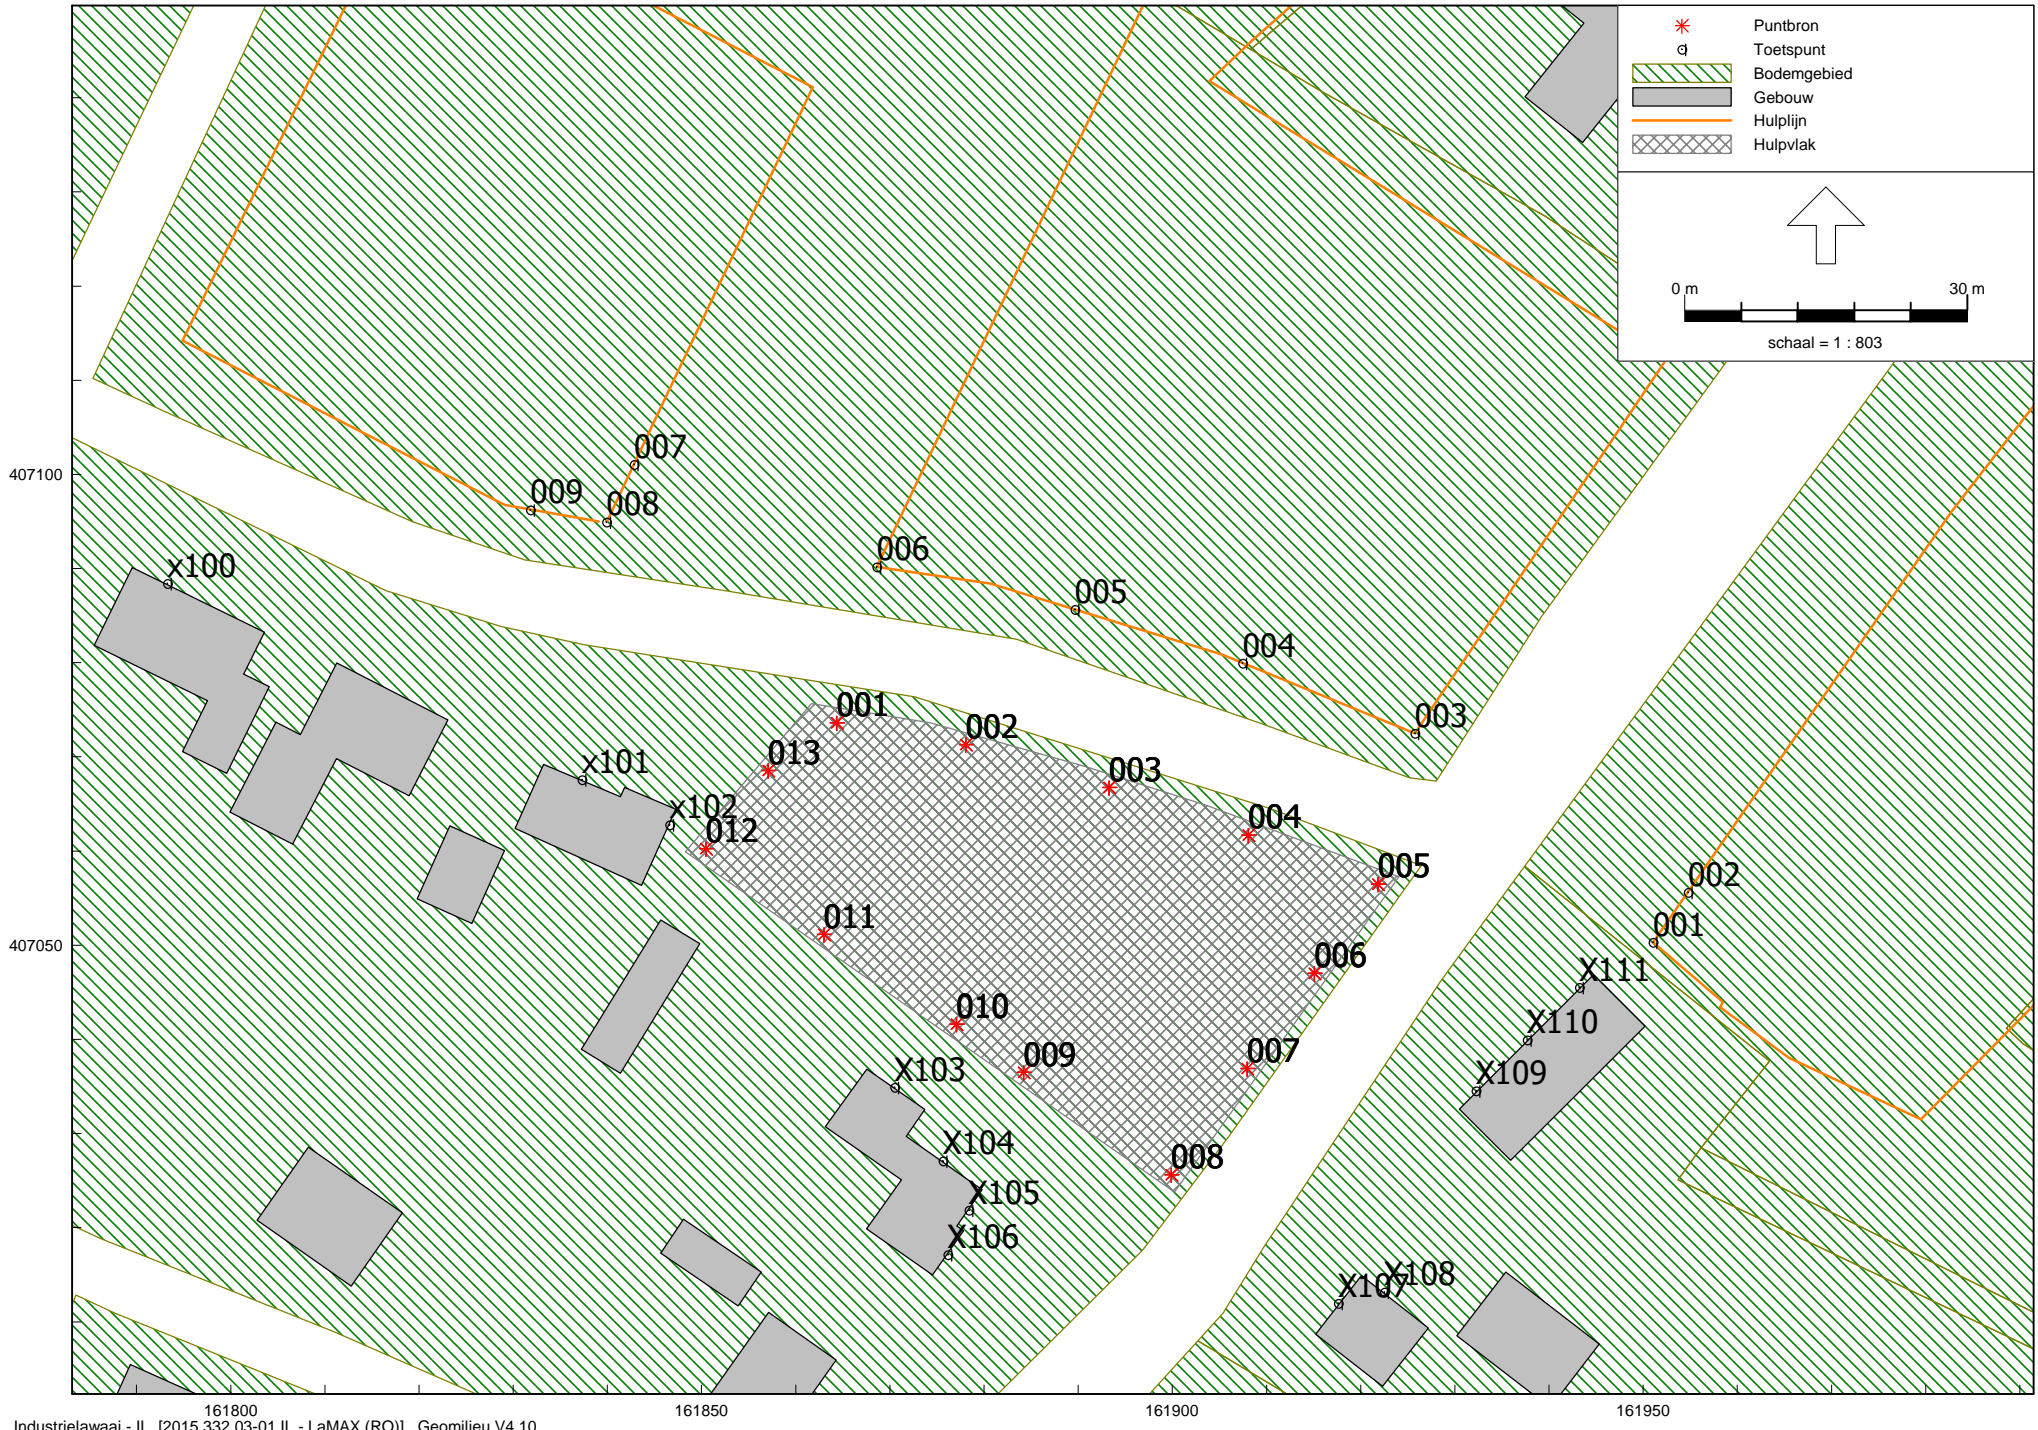 Puntbron
Toetspunt
Bodemgebied
Gebouw
Hulplijn
Hulpvlak
0 m 30 m
schaal = 1 : 803
407100
007
009
008
006
x100
005
004
001
003
002
013
x101
003
x102
004
012
005
002
011
001
407050
006
X111
010
X110
009
007
X103
X109
X104
008
X105
X106
X108
X107
161800 161850 161900 161950
Industrielawaai - IL, [2015.332.03-01 IL - LaMAX (RO)], Geomilieu V4.10